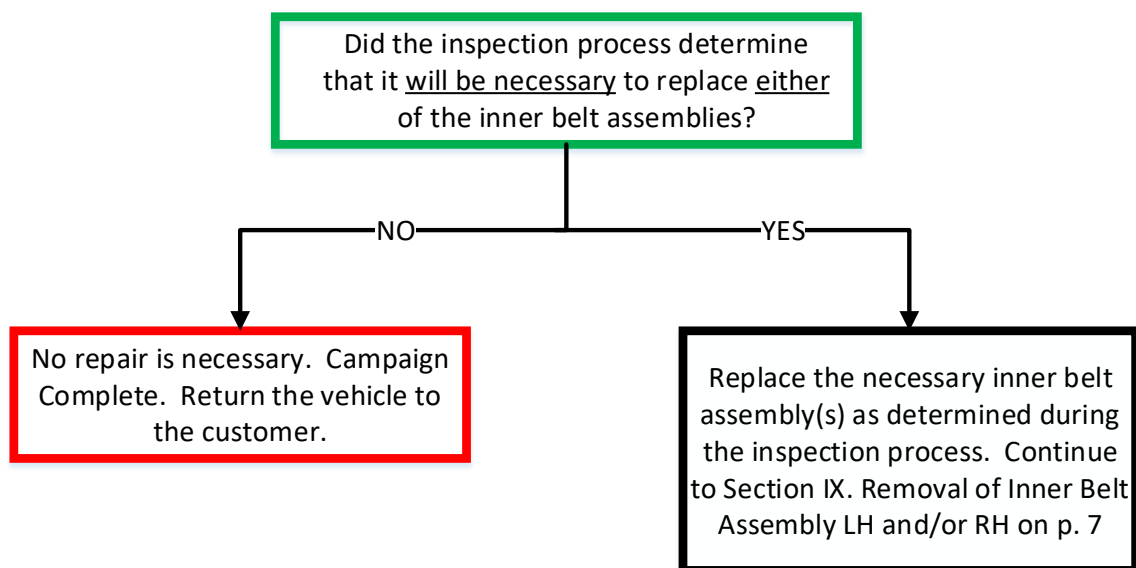 Did the inspection process determine
that it will be necessary to replace either
of the inner belt assemblies?
NO
YES
No repair is necessary.  Campaign
Complete.  Return the vehicle to
the customer.
Replace the necessary inner belt
assembly(s) as determined during
the inspection process.  Continue
to Section IX. Removal of Inner Belt
Assembly LH and/or RH on p. 7